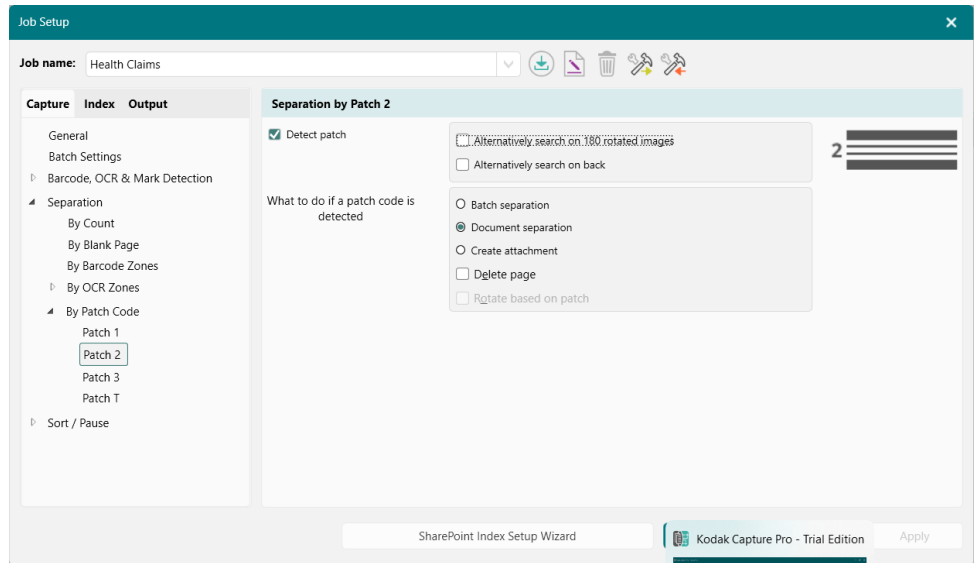 Job Setup
Job name: Health Claims
Capture Index Output
General
Batch Settings
Barcode, OCR & Mark Detection
Separation
By Count
By Blank Page
By Barcode Zones
By OCR Zones
By Patch Code
Patch 1
Patch 2
Patch 3
Patch T
Sort / Pause
Separation by Patch 2
Detect patch
Alternatively search on 180 rotated images
Alternatively search on back
2
What to do if a patch code is
detected
Batch separation
Document separation
Create attachment
Delete page
Rotate based on patch
SharePoint Index Setup Wizard
Kodak Capture Pro - Trial Edition
Apply